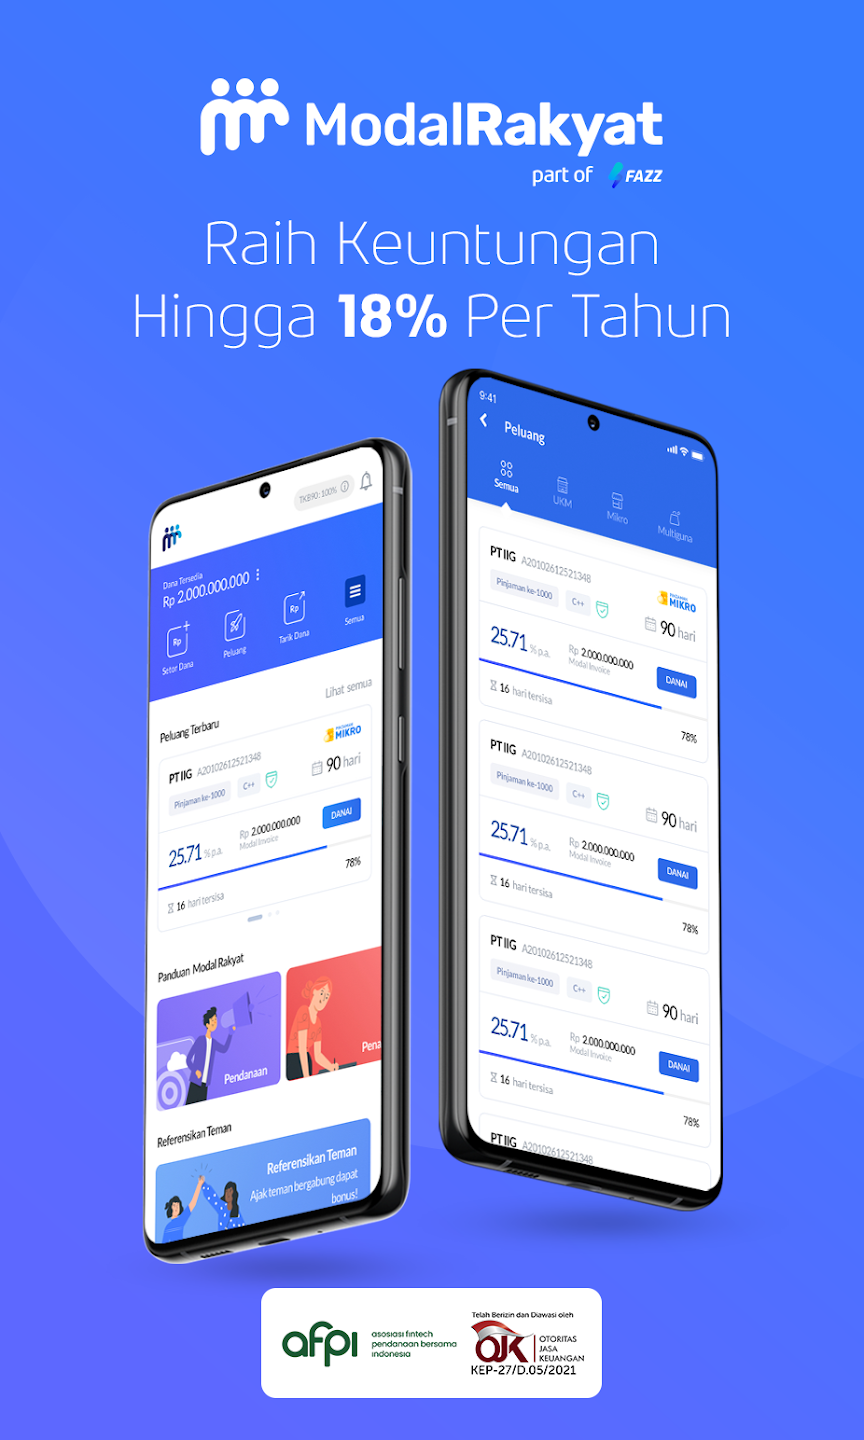 ModalRakyat
part of FAZZ
Raih Keuntungan
Hingga 18% Per Tahun
TKB90: 100%
Dana Tersedia
Rp 2.000.000.000
Setor Dana
Peluang
Tarik Dana
Semua
Peluang Terbaru
Lihat semua
PT IIG A20102612521348
PINJAMAN
MIKRO
Pinjaman ke-1000
C++
90 hari
25.71 % p.a.
Rp 2.000.000.000
Modal Invoice
DANAI
78%
16 hari tersisa
Panduan Modal Rakyat
Pendanaan
Pena
Referensikan Teman
Referensikan Teman
Ajak teman bergabung dapat
bonus!
9:41
Peluang
Semua
UKM
Mikro
Multiguna
PT IIG A20102612521348
PINJAMAN
MIKRO
Pinjaman ke-1000
C++
90 hari
25.71 % p.a.
Rp 2.000.000.000
Modal Invoice
DANAI
16 hari tersisa
78%
PT IIG A20102612521348
Pinjaman ke-1000
C++
90 hari
25.71 % p.a.
Rp 2.000.000.000
Modal Invoice
DANAI
16 hari tersisa
78%
PT IIG A20102612521348
Pinjaman ke-1000
C++
90 hari
25.71 % p.a.
Rp 2.000.000.000
Modal Invoice
DANAI
16 hari tersisa
78%
PT IIG A20102612521348
afpi
asosiasi fintech
pendanaan bersama
indonesia
Telah Berizin dan Diawasi oleh
OJK
OTORITAS
JASA
KEUANGAN
KEP-27/D.05/2021